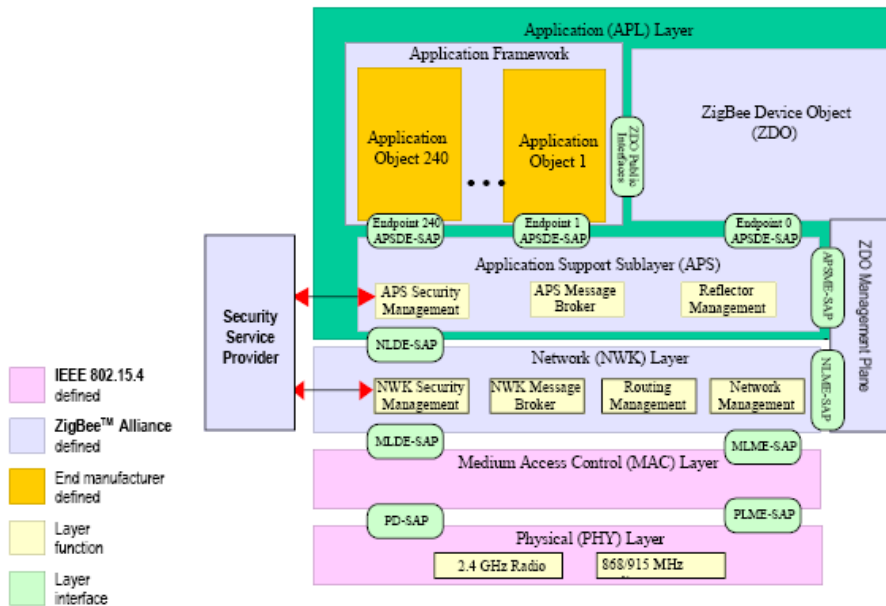 Application (APL) Layer
Application Framework
Application
Object 240
...
Application
Object 1
ZDO Public
Interfaces
ZigBee Device Object
(ZDO)
Endpoint 240
APSDE-SAP
Endpoint 1
APSDE-SAP
Endpoint 0
APSDE-SAP
Application Support Sublayer (APS)
APS Security
Management
APS Message
Broker
Reflector
Management
APSME-SAP
ZDO Management Plane
Security
Service
Provider
NLDE-SAP
Network (NWK) Layer
NWK Security
Management
NWK Message
Broker
Routing
Management
Network
Management
NLME-SAP
MLDE-SAP
MLME-SAP
Medium Access Control (MAC) Layer
PD-SAP
PLME-SAP
Physical (PHY) Layer
2.4 GHz Radio
868/915 MHz
IEEE 802.15.4
defined
ZigBee™ Alliance
defined
End manufacturer
defined
Layer
function
Layer
interface